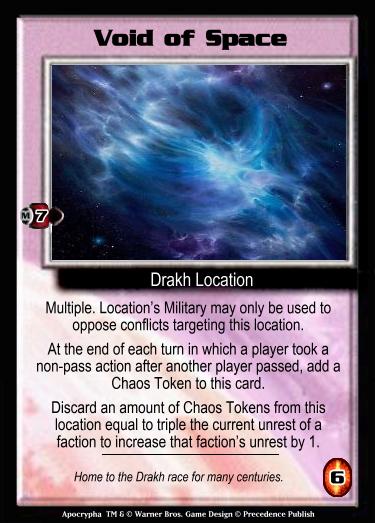 Void of Space
M 7
Drakh Location
Multiple. Location's Military may only be used to
oppose conflicts targeting this location.
At the end of each turn in which a player took a
non-pass action after another player passed, add a
Chaos Token to this card.
Discard an amount of Chaos Tokens from this
location equal to triple the current unrest of a
faction to increase that faction's unrest by 1.
Home to the Drakh race for many centuries.
6
Apocrypha TM & © Warner Bros. Game Design © Precedence Publish